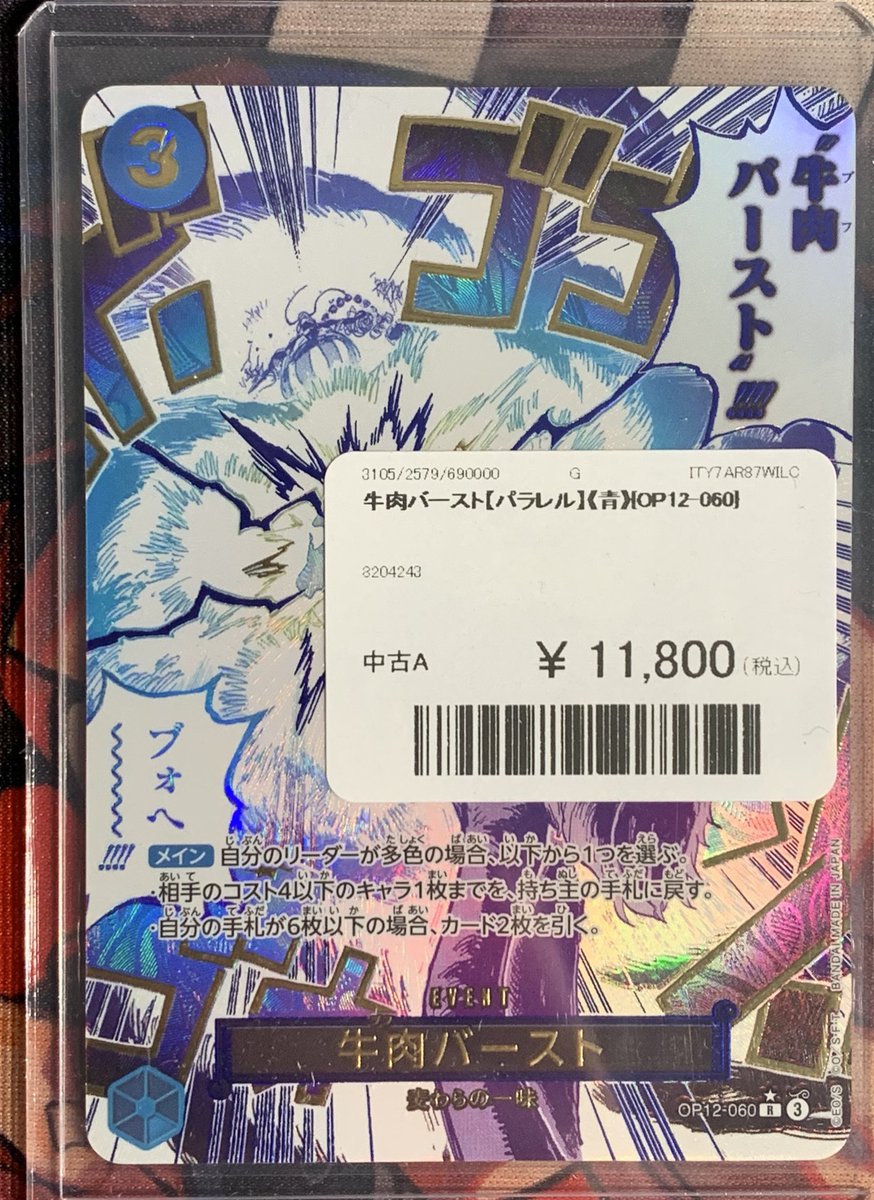 3
ゴゴ
"牛肉
ブフ
バースト"!!!!
3105/2579/690000 G ITY7AR87WILC
牛肉バースト【パラレル】《青》{OP12-060}
8204243
中古A ¥ 11,800(税込)
ブォへ
!!!!
メイン 自分のリーダーが多色の場合、以下から1つを選ぶ。
・相手のコスト4以下のキャラ1枚までを、持ち主の手札に戻す。
・自分の手札が6枚以下の場合、カード2枚を引く。
EVENT
牛肉バースト
麦わらの一味
OP12-060 R 3
BANDAI MADE IN JAPAN